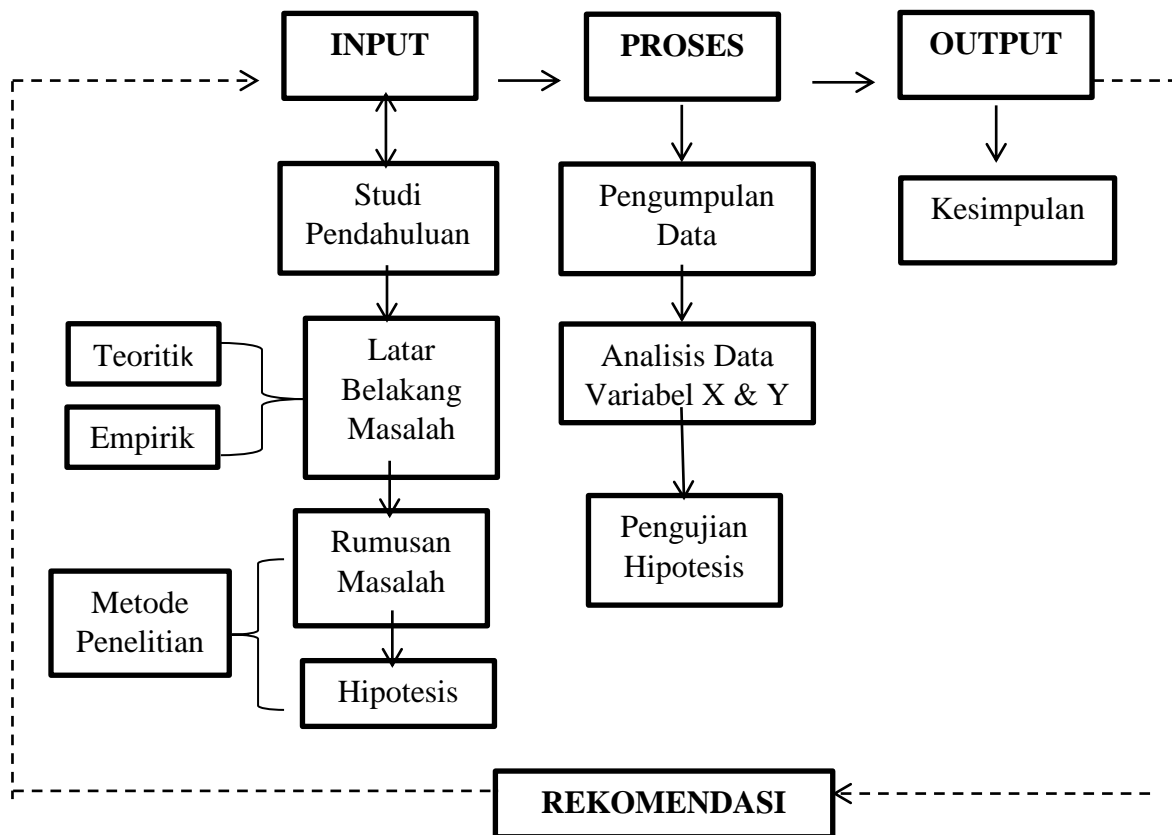 INPUT
PROSES
OUTPUT
Studi
Pendahuluan
Pengumpulan
Data
Kesimpulan
Teoritik
Empirik
Latar
Belakang
Masalah
Analisis Data
Variabel X & Y
Rumusan
Masalah
Pengujian
Hipotesis
Metode
Penelitian
Hipotesis
REKOMENDASI